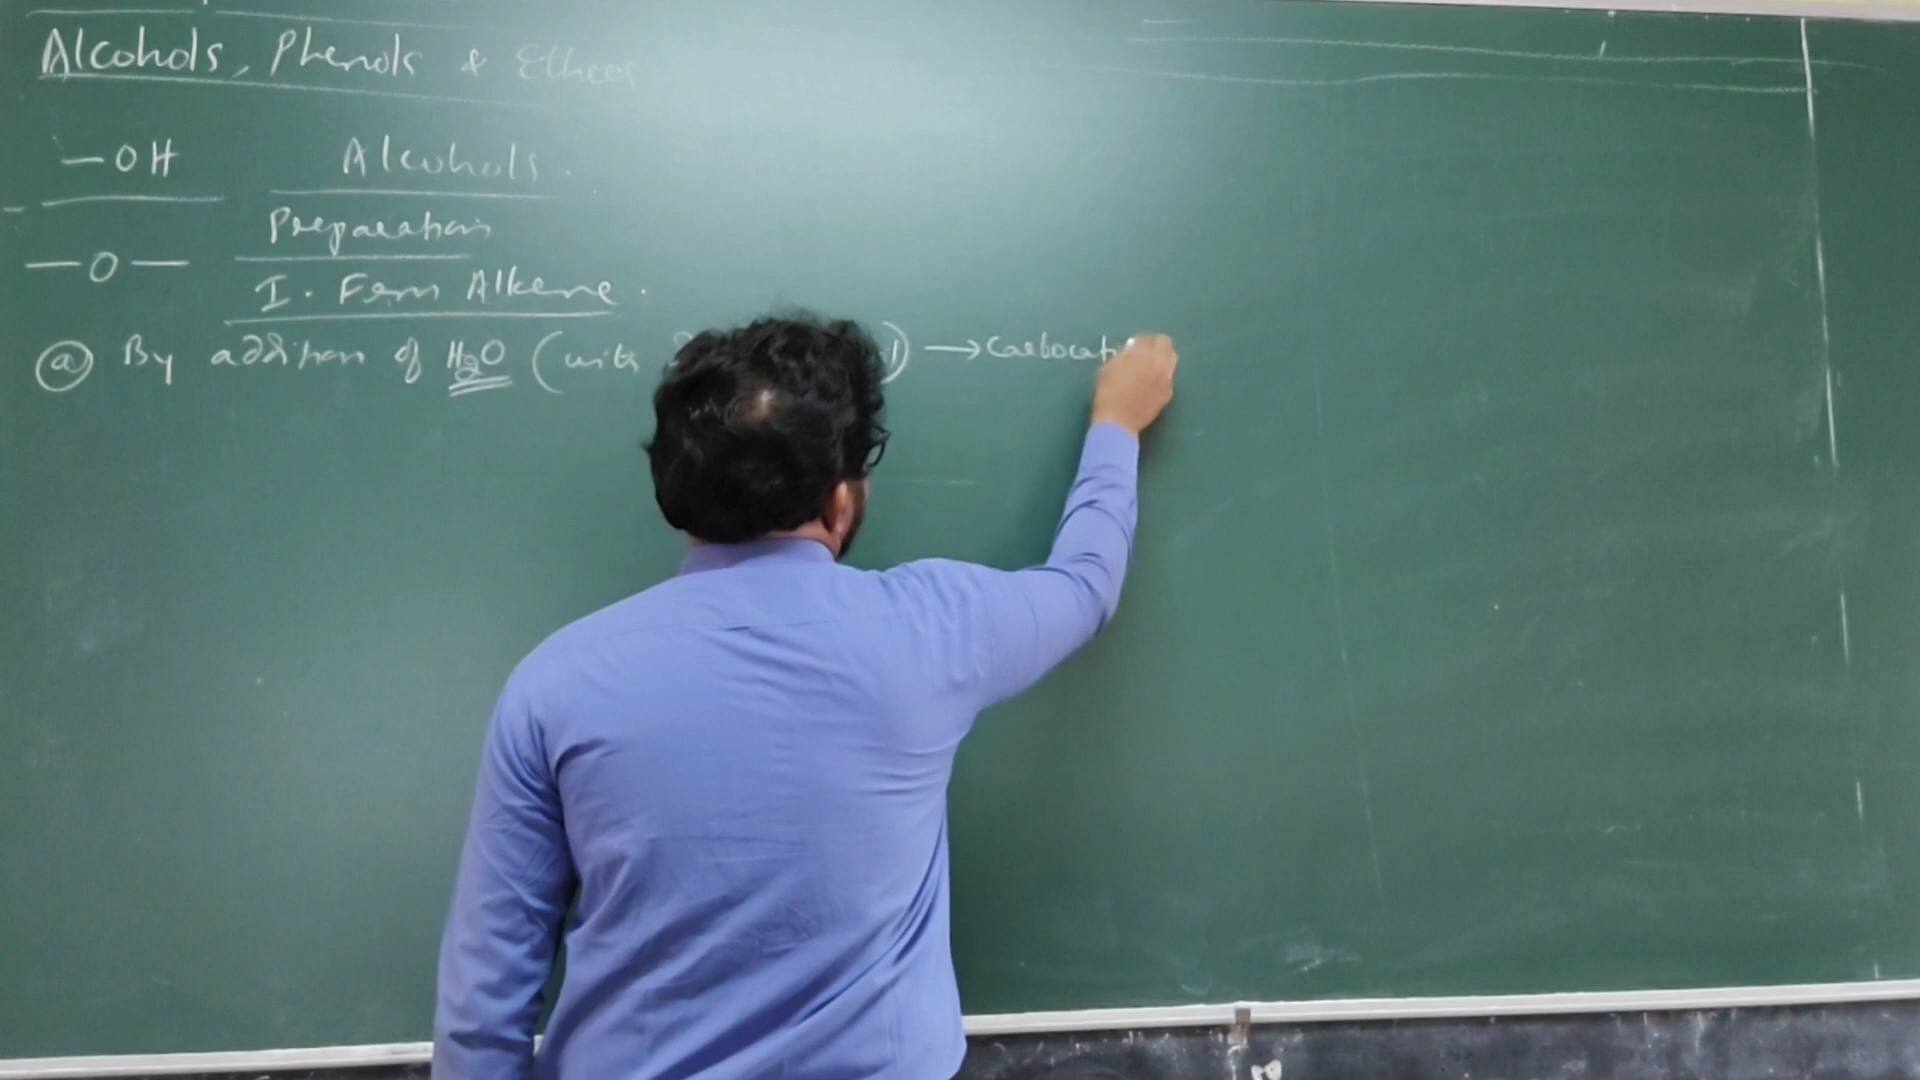 Alcohols, Phenols & Ethers
—OH Alcohols.
Preparation
—O—
I. From Alkene.
ⓐ By addition of H2O (with ) → Carbocati